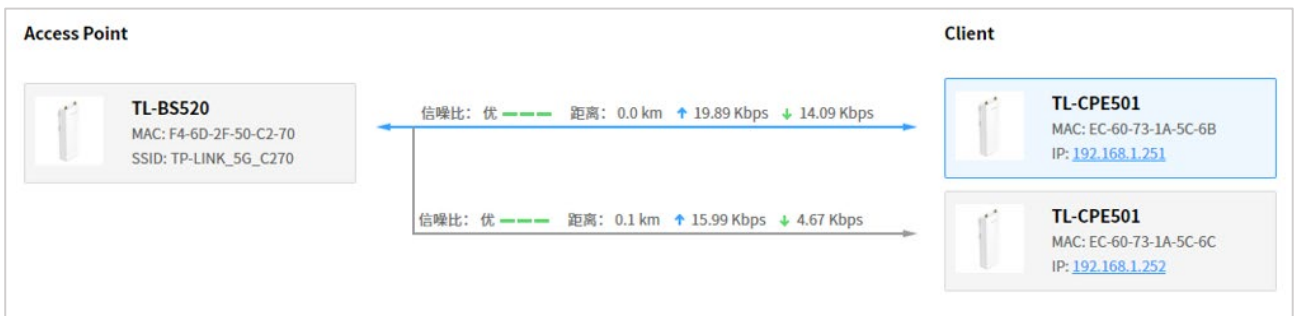 Access Point
Client
TL-BS520
MAC: F4-6D-2F-50-C2-70
SSID: TP-LINK_5G_C270
信噪比： 优 距离： 0.0 km ↑ 19.89 Kbps ↓ 14.09 Kbps
TL-CPE501
MAC: EC-60-73-1A-5C-6B
IP: 192.168.1.251
信噪比： 优 距离： 0.1 km ↑ 15.99 Kbps ↓ 4.67 Kbps
TL-CPE501
MAC: EC-60-73-1A-5C-6C
IP: 192.168.1.252